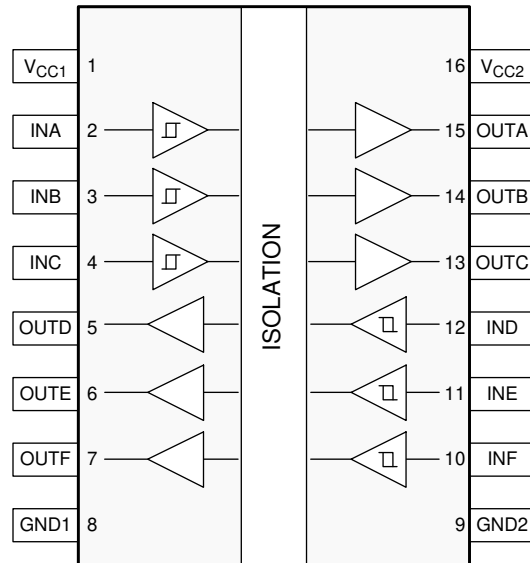 VCC1 1 16 VCC2
INA 2 15 OUTA
INB 3 14 OUTB
INC 4 13 OUTC
OUTD 5 12 IND
OUTE 6 11 INE
OUTF 7 10 INF
GND1 8 9 GND2
ISOLATION